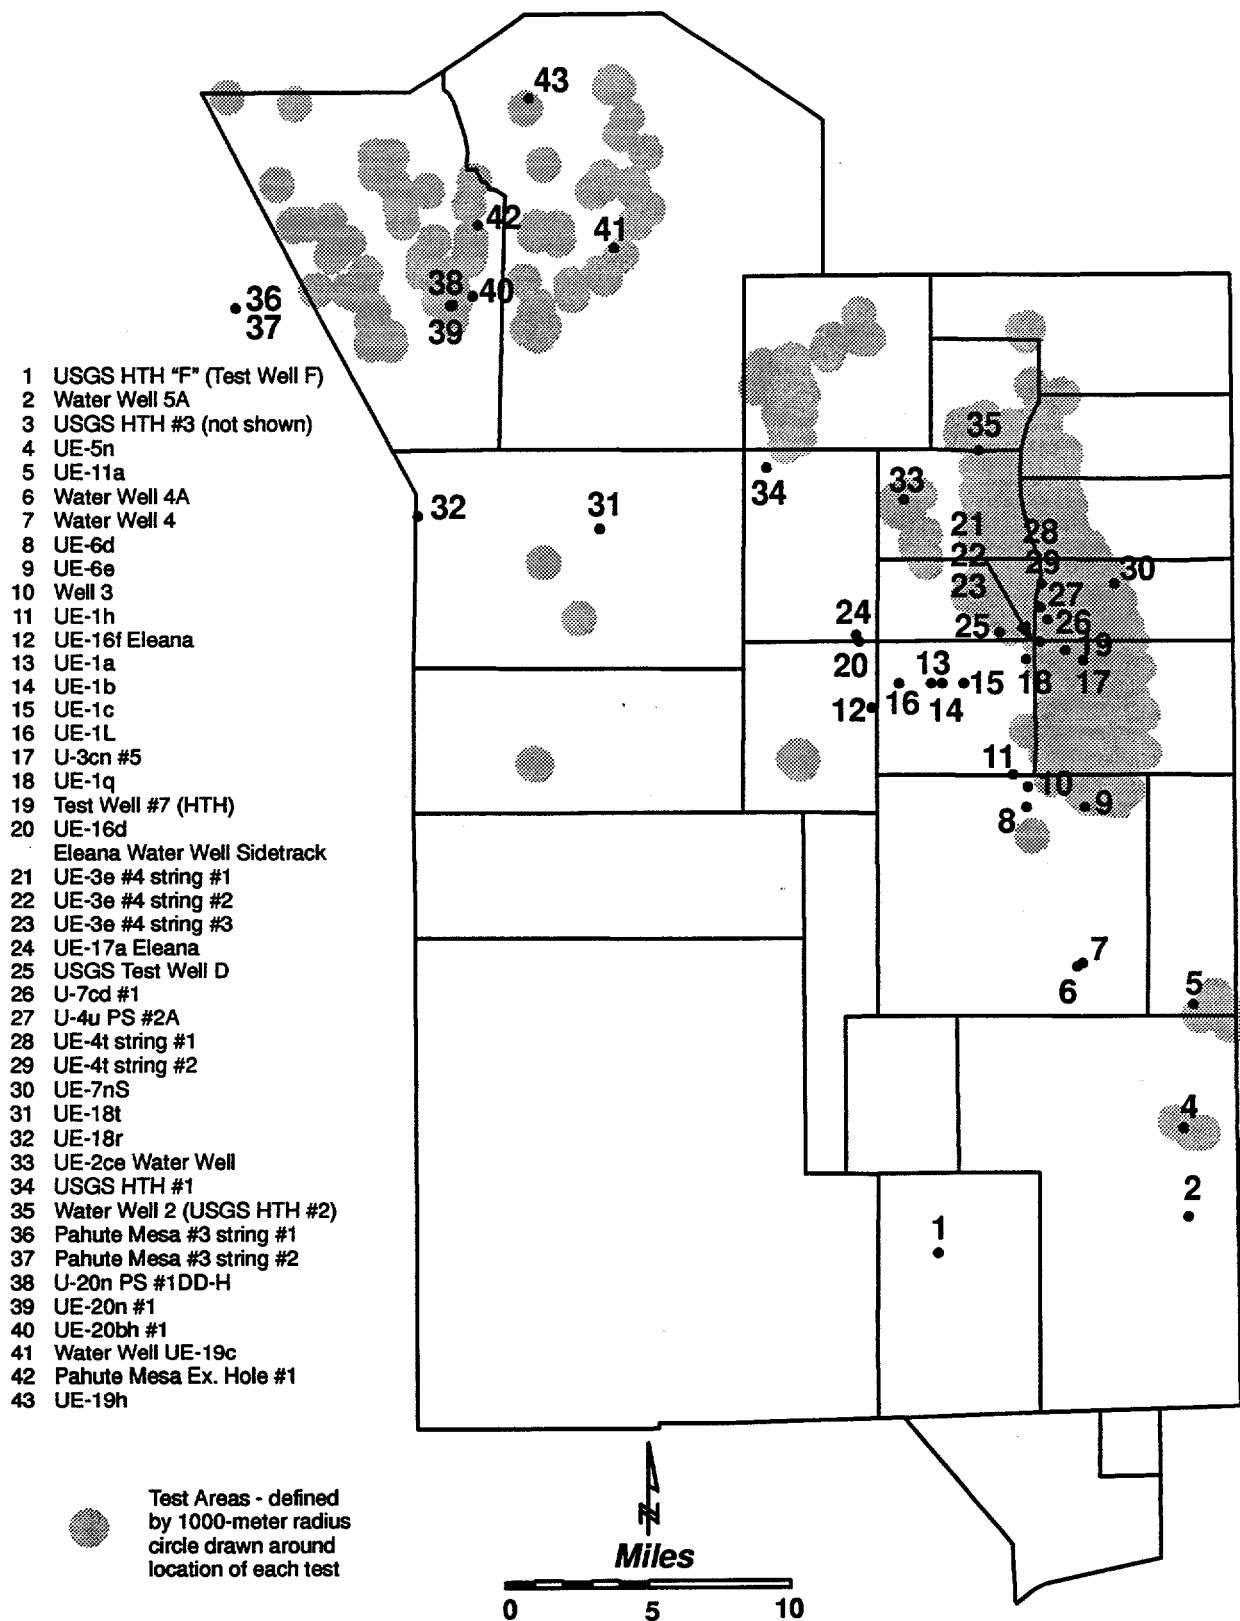 43
42
41
38
40
36
37
39
1 USGS HTH “F” (Test Well F)
2 Water Well 5A
3 USGS HTH #3 (not shown)
4 UE-5n
5 UE-11a
6 Water Well 4A
7 Water Well 4
8 UE-6d
9 UE-6e
10 Well 3
11 UE-1h
12 UE-16f Eleana
13 UE-1a
14 UE-1b
15 UE-1c
16 UE-1L
17 U-3cn #5
18 UE-1q
19 Test Well #7 (HTH)
20 UE-16d
Eleana Water Well Sidetrack
21 UE-3e #4 string #1
22 UE-3e #4 string #2
23 UE-3e #4 string #3
24 UE-17a Eleana
25 USGS Test Well D
26 U-7cd #1
27 U-4u PS #2A
28 UE-4t string #1
29 UE-4t string #2
30 UE-7nS
31 UE-18t
32 UE-18r
33 UE-2ce Water Well
34 USGS HTH #1
35 Water Well 2 (USGS HTH #2)
36 Pahute Mesa #3 string #1
37 Pahute Mesa #3 string #2
38 U-20n PS #1DD-H
39 UE-20n #1
40 UE-20bh #1
41 Water Well UE-19c
42 Pahute Mesa Ex. Hole #1
43 UE-19h
35
34
33
32
31
21
28
22
29
30
23
27
24
25
26
20
18
19
13
15
17
12
16
14
11
10
8
9
7
6
5
4
2
1
Test Areas - defined
by 1000-meter radius
circle drawn around
location of each test
N
Miles
0 5 10